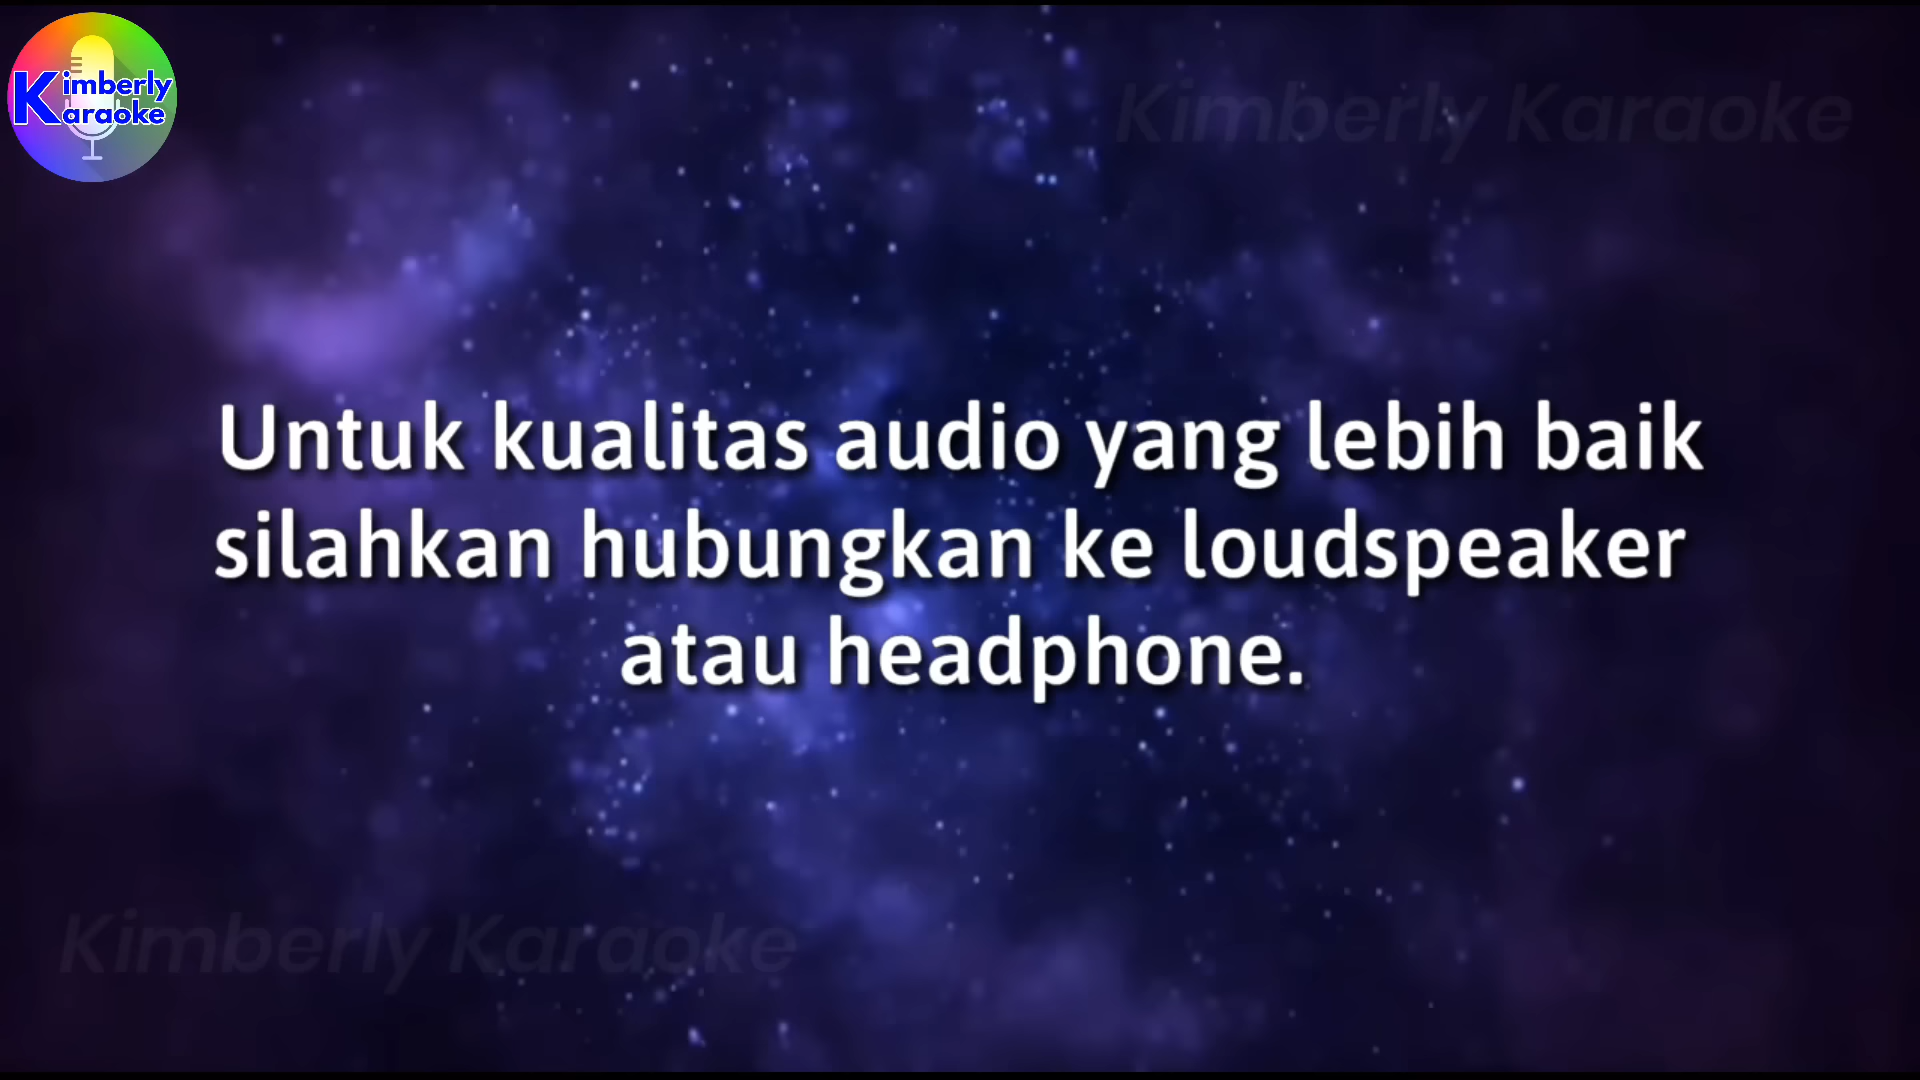 Kimberly
Karaoke
Kimberly Karaoke
Untuk kualitas audio yang lebih baik
silahkan hubungkan ke loudspeaker
atau headphone.
Kimberly Karaoke